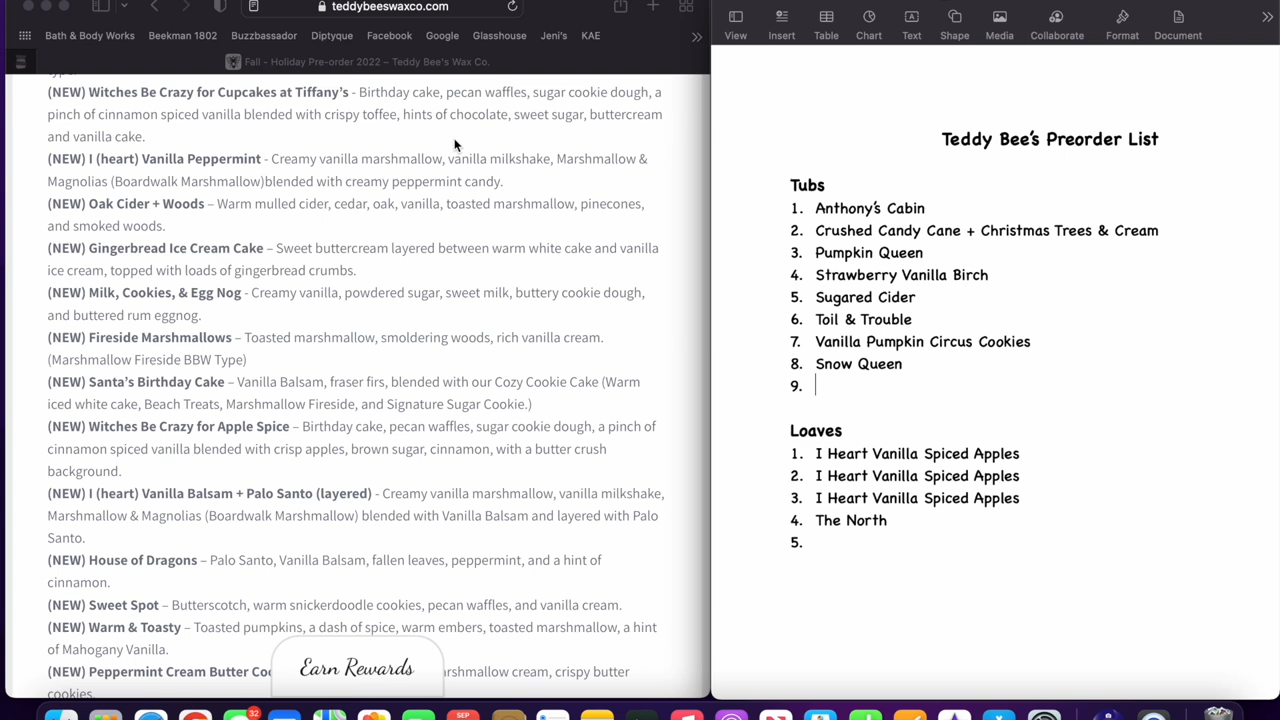 teddybeeswaxco.com
Bath & Body Works Beekman 1802 Buzzbassador Diptyque Facebook Google Glasshouse Jeni's KAE
Fall - Holiday Pre-order 2022 – Teddy Bee's Wax Co.
type.
(NEW) Witches Be Crazy for Cupcakes at Tiffany's - Birthday cake, pecan waffles, sugar cookie dough, a
pinch of cinnamon spiced vanilla blended with crispy toffee, hints of chocolate, sweet sugar, buttercream
and vanilla cake.
(NEW) I (heart) Vanilla Peppermint - Creamy vanilla marshmallow, vanilla milkshake, Marshmallow &
Magnolias (Boardwalk Marshmallow)blended with creamy peppermint candy.
(NEW) Oak Cider + Woods – Warm mulled cider, cedar, oak, vanilla, toasted marshmallow, pinecones,
and smoked woods.
(NEW) Gingerbread Ice Cream Cake – Sweet buttercream layered between warm white cake and vanilla
ice cream, topped with loads of gingerbread crumbs.
(NEW) Milk, Cookies, & Egg Nog - Creamy vanilla, powdered sugar, sweet milk, buttery cookie dough,
and buttered rum eggnog.
(NEW) Fireside Marshmallows – Toasted marshmallow, smoldering woods, rich vanilla cream.
(Marshmallow Fireside BBW Type)
(NEW) Santa's Birthday Cake – Vanilla Balsam, fraser firs, blended with our Cozy Cookie Cake (Warm
iced white cake, Beach Treats, Marshmallow Fireside, and Signature Sugar Cookie.)
(NEW) Witches Be Crazy for Apple Spice – Birthday cake, pecan waffles, sugar cookie dough, a pinch of
cinnamon spiced vanilla blended with crisp apples, brown sugar, cinnamon, with a butter crush
background.
(NEW) I (heart) Vanilla Balsam + Palo Santo (layered) - Creamy vanilla marshmallow, vanilla milkshake,
Marshmallow & Magnolias (Boardwalk Marshmallow) blended with Vanilla Balsam and layered with Palo
Santo.
(NEW) House of Dragons – Palo Santo, Vanilla Balsam, fallen leaves, peppermint, and a hint of
cinnamon.
(NEW) Sweet Spot – Butterscotch, warm snickerdoodle cookies, pecan waffles, and vanilla cream.
(NEW) Warm & Toasty – Toasted pumpkins, a dash of spice, warm embers, toasted marshmallow, a hint
of Mahogany Vanilla.
(NEW) Peppermint Cream Butter Coo rshmallow cream, crispy butter
cookies.
Earn Rewards
View Insert Table Chart Text Shape Media Collaborate Format Document
Teddy Bee's Preorder List
Tubs
1. Anthony's Cabin
2. Crushed Candy Cane + Christmas Trees & Cream
3. Pumpkin Queen
4. Strawberry Vanilla Birch
5. Sugared Cider
6. Toil & Trouble
7. Vanilla Pumpkin Circus Cookies
8. Snow Queen
9.
Loaves
1. I Heart Vanilla Spiced Apples
2. I Heart Vanilla Spiced Apples
3. I Heart Vanilla Spiced Apples
4. The North
5.
32
SEP